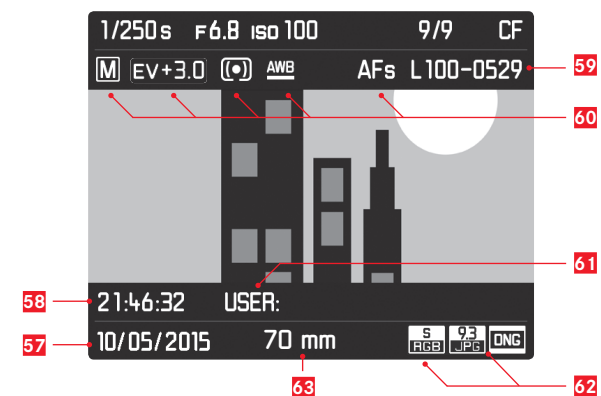 1/250 s F6.8 ISO 100 9/9 CF
M EV+3.0 AWB AFs L100-0529 59
60
61
58 21:46:32 USER:
57 10/05/2015 70 mm S RGB 9.3 JPG DNG
62
63